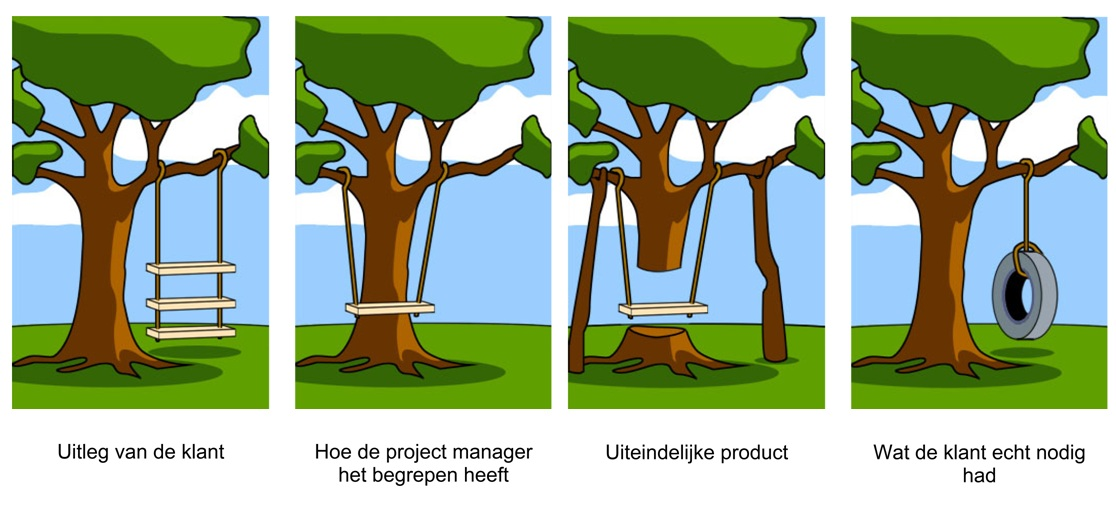 Uitleg van de klant
Hoe de project manager
het begrepen heeft
Uiteindelijke product
Wat de klant echt nodig
had